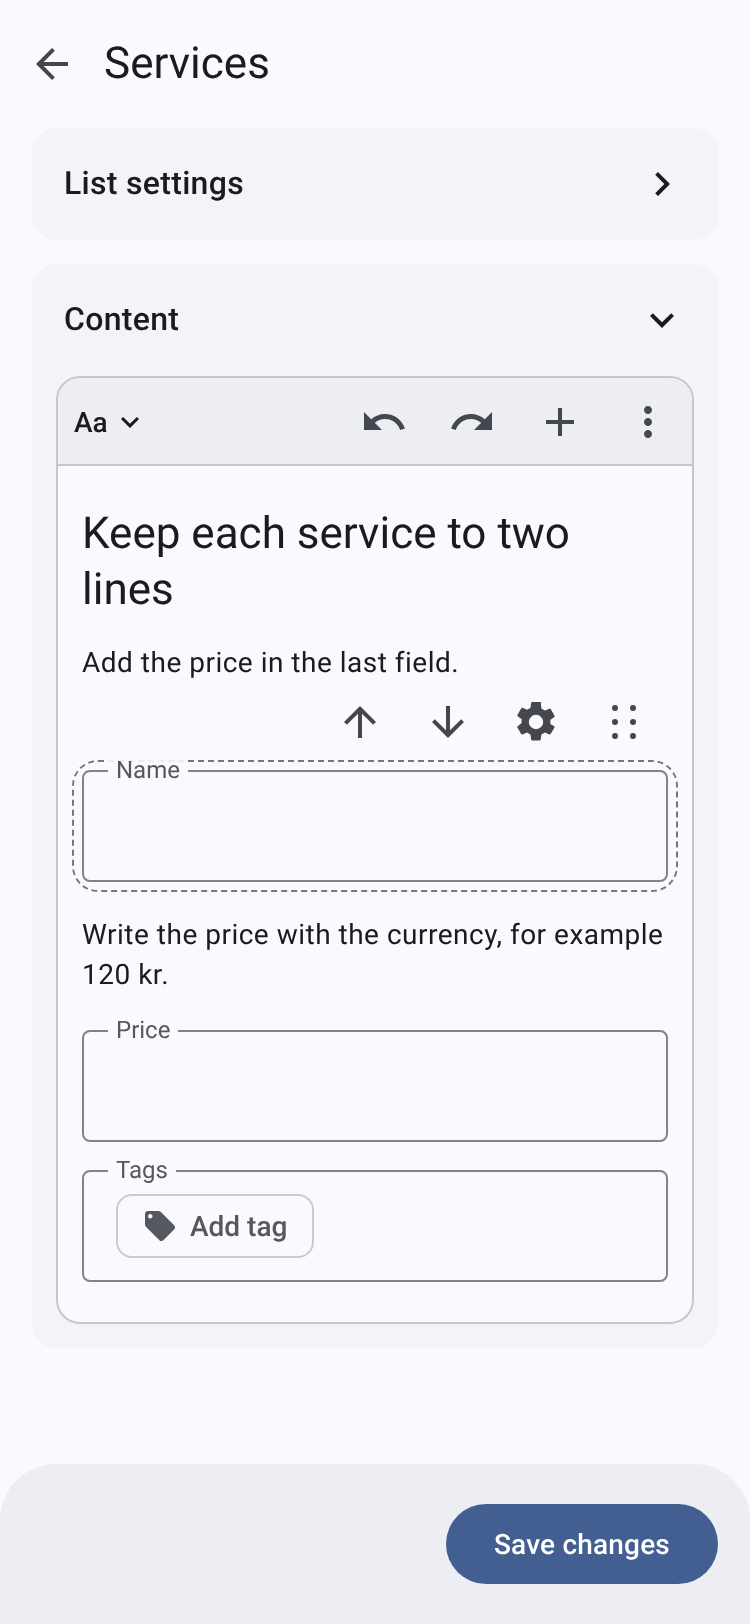 Services
List settings
Content
Aa
Keep each service to two
lines
Add the price in the last field.
Name
Write the price with the currency, for example
120 kr.
Price
Tags
Add tag
Save changes